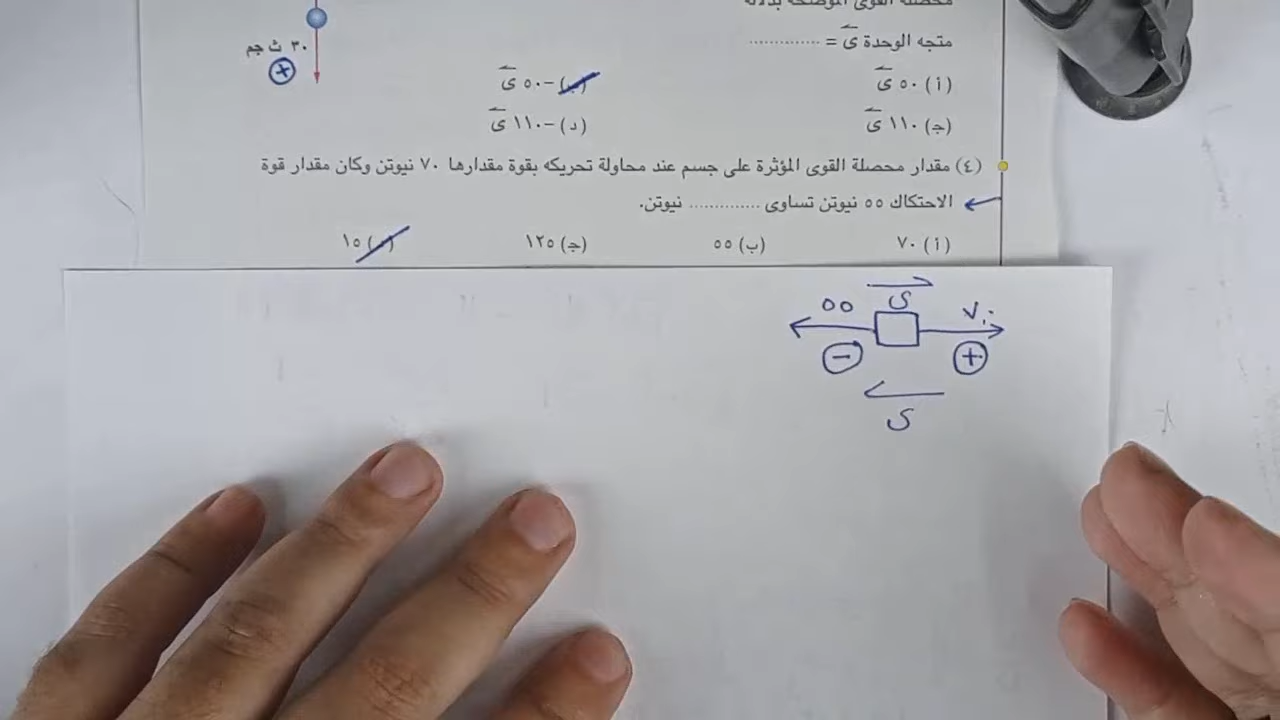 محصلة القوى الموضحة بدلالة
متجه الوحدة ى = ..............
٣٠ ث جم
(أ) ٥٠ ى
(ب) –٥٠ ى
(ج) ١١٠ ى
(د) –١١٠ ى
(٤) مقدار محصلة القوى المؤثرة على جسم عند محاولة تحريكه بقوة مقدارها ٧٠ نيوتن وكان مقدار قوة
الاحتكاك ٥٥ نيوتن تساوى .............. نيوتن.
(أ) ٧٠
(ب) ٥٥
(ج) ١٢٥
(د) ١٥
ى
٥٥
٧٠
–
+
ى